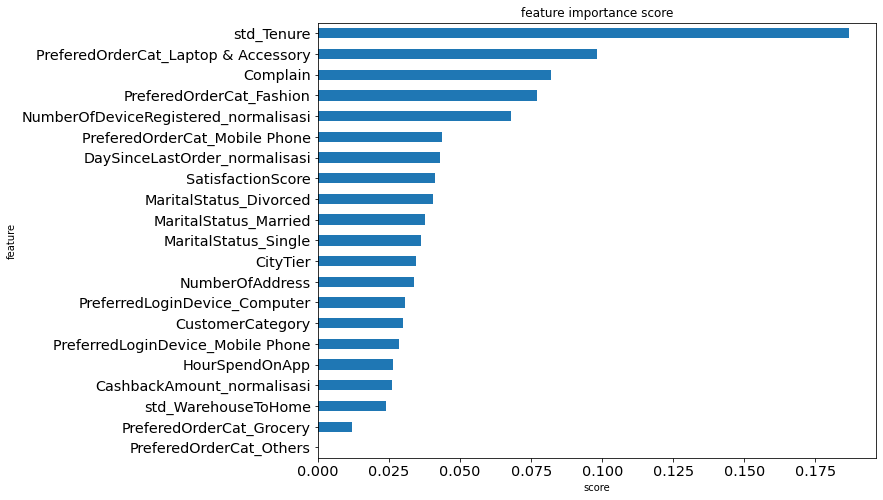 feature importance score
std_Tenure
PreferedOrderCat_Laptop & Accessory
Complain
PreferedOrderCat_Fashion
NumberOfDeviceRegistered_normalisasi
PreferedOrderCat_Mobile Phone
DaySinceLastOrder_normalisasi
SatisfactionScore
MaritalStatus_Divorced
MaritalStatus_Married
MaritalStatus_Single
CityTier
NumberOfAddress
PreferredLoginDevice_Computer
CustomerCategory
PreferredLoginDevice_Mobile Phone
HourSpendOnApp
CashbackAmount_normalisasi
std_WarehouseToHome
PreferedOrderCat_Grocery
PreferedOrderCat_Others
feature
0.000 0.025 0.050 0.075 0.100 0.125 0.150 0.175
score